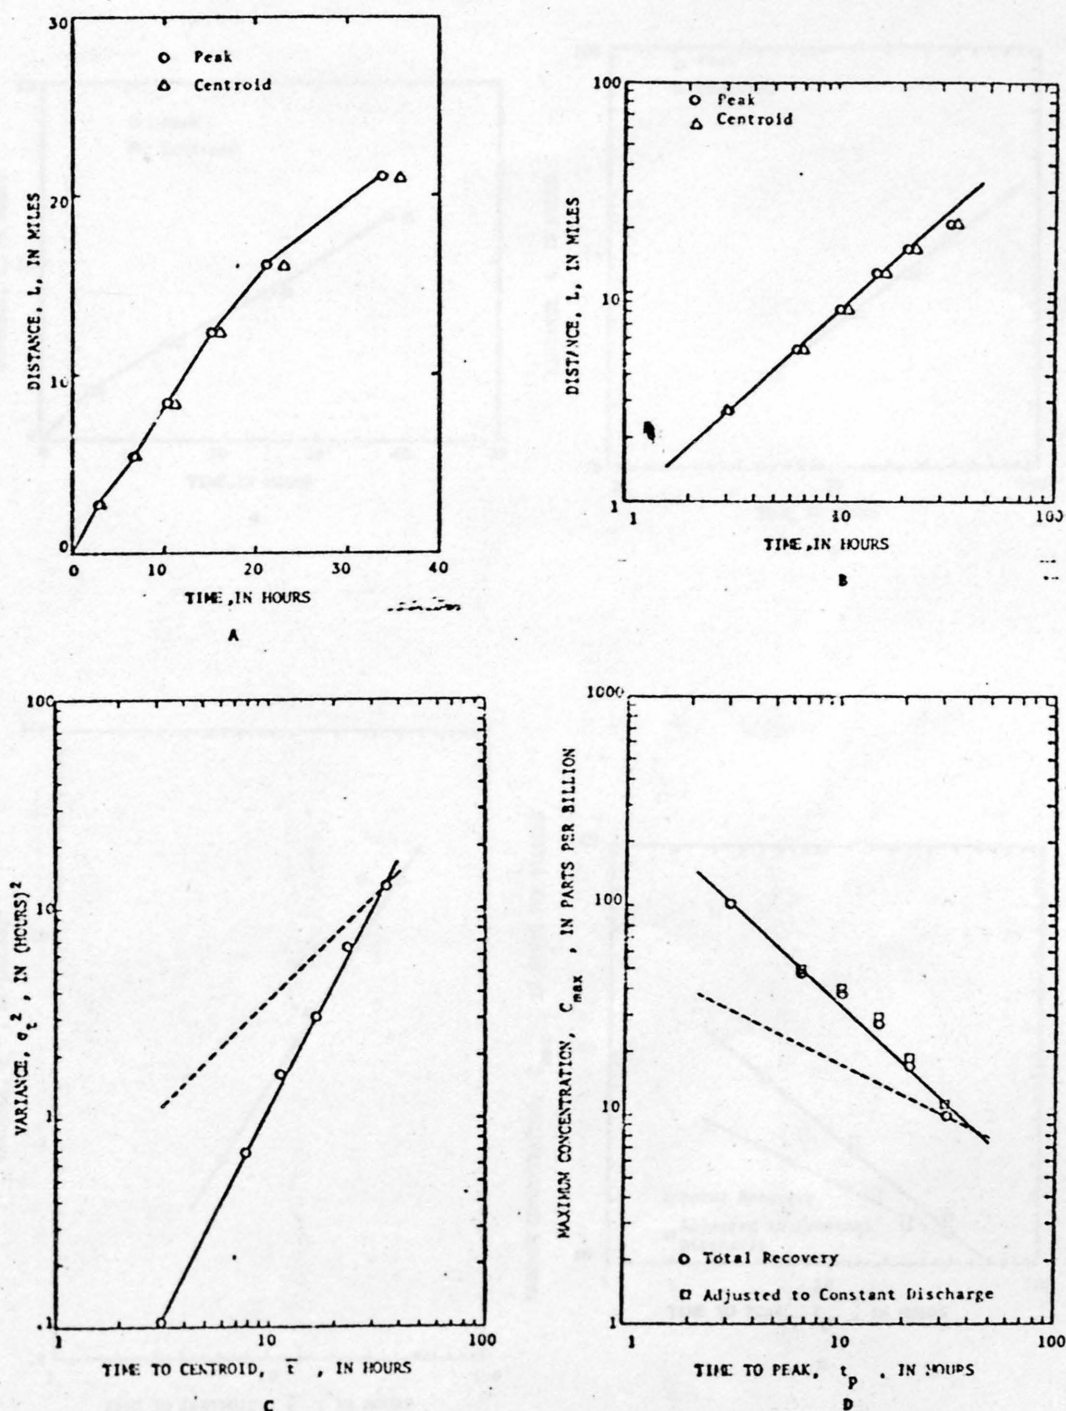 30
Peak
Centroid
20
10
0
DISTANCE, L, IN MILES
0 10 20 30 40
TIME, IN HOURS
A
100
Peak
Centroid
10
1
DISTANCE, L, IN MILES
1 10 100
TIME, IN HOURS
B
100
10
1
.1
VARIANCE, σt², IN (HOURS)²
1 10 100
TIME TO CENTROID, t̄ , IN HOURS
C
1000
100
10
1
MAXIMUM CONCENTRATION, Cmax , IN PARTS PER BILLION
Total Recovery
Adjusted to Constant Discharge
1 10 100
TIME TO PEAK, tp , IN HOURS
D